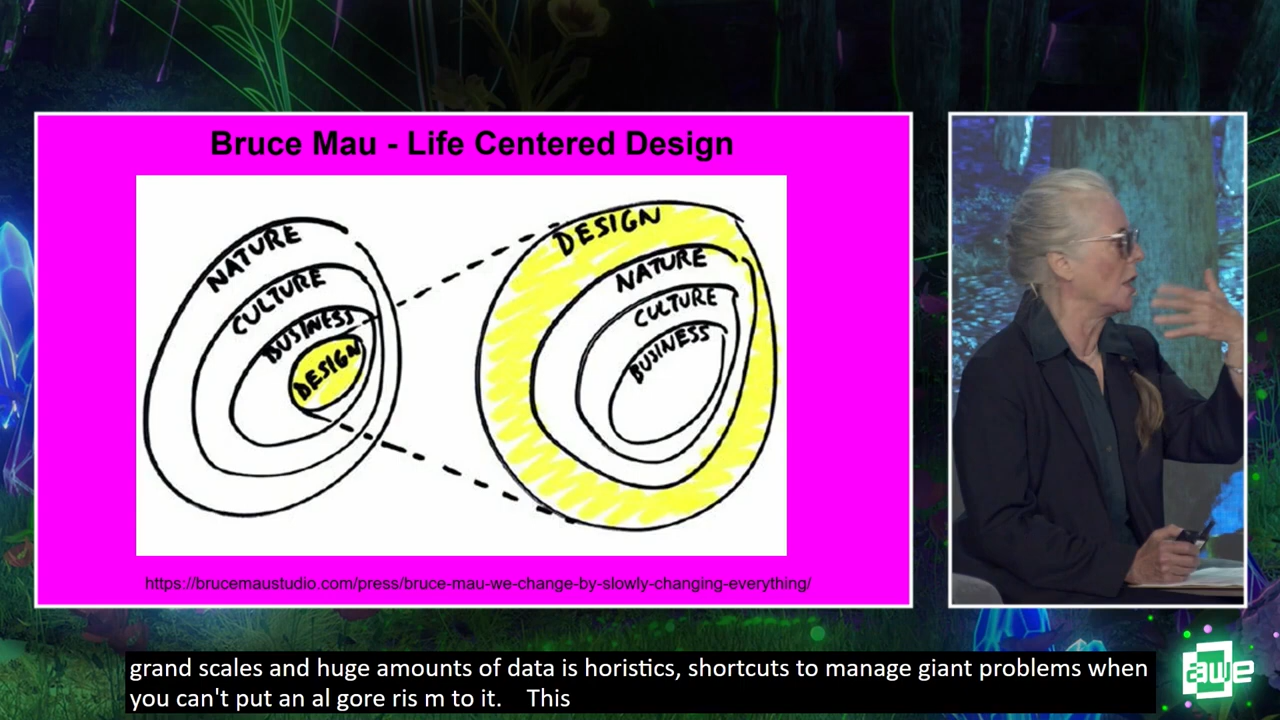 Bruce Mau - Life Centered Design
NATURE
CULTURE
BUSINESS
DESIGN
DESIGN
NATURE
CULTURE
BUSINESS
https://brucemaustudio.com/press/bruce-mau-we-change-by-slowly-changing-everything/
grand scales and huge amounts of data is horistics, shortcuts to manage giant problems when
you can't put an al gore ris m to it. This
awe